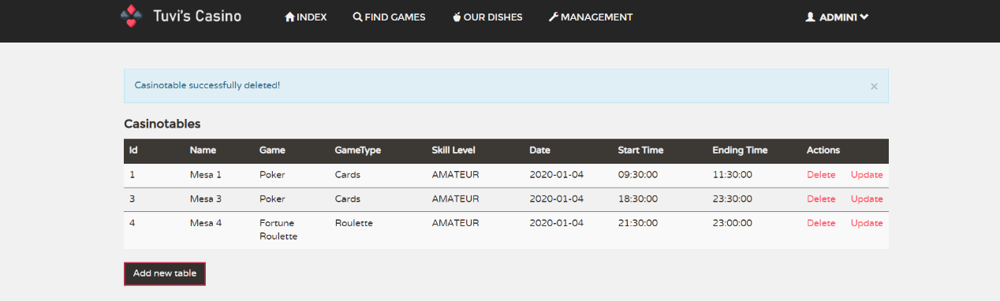 Tuvi's Casino INDEX FIND GAMES OUR DISHES MANAGEMENT ADMIN1
Casinotable successfully deleted! ×
Casinotables
Id Name Game GameType Skill Level Date Start Time Ending Time Actions
1 Mesa 1 Poker Cards AMATEUR 2020-01-04 09:30:00 11:30:00 Delete Update
3 Mesa 3 Poker Cards AMATEUR 2020-01-04 18:30:00 23:30:00 Delete Update
4 Mesa 4 Fortune Roulette AMATEUR 2020-01-04 21:30:00 23:00:00 Delete Update
Roulette
Add new table